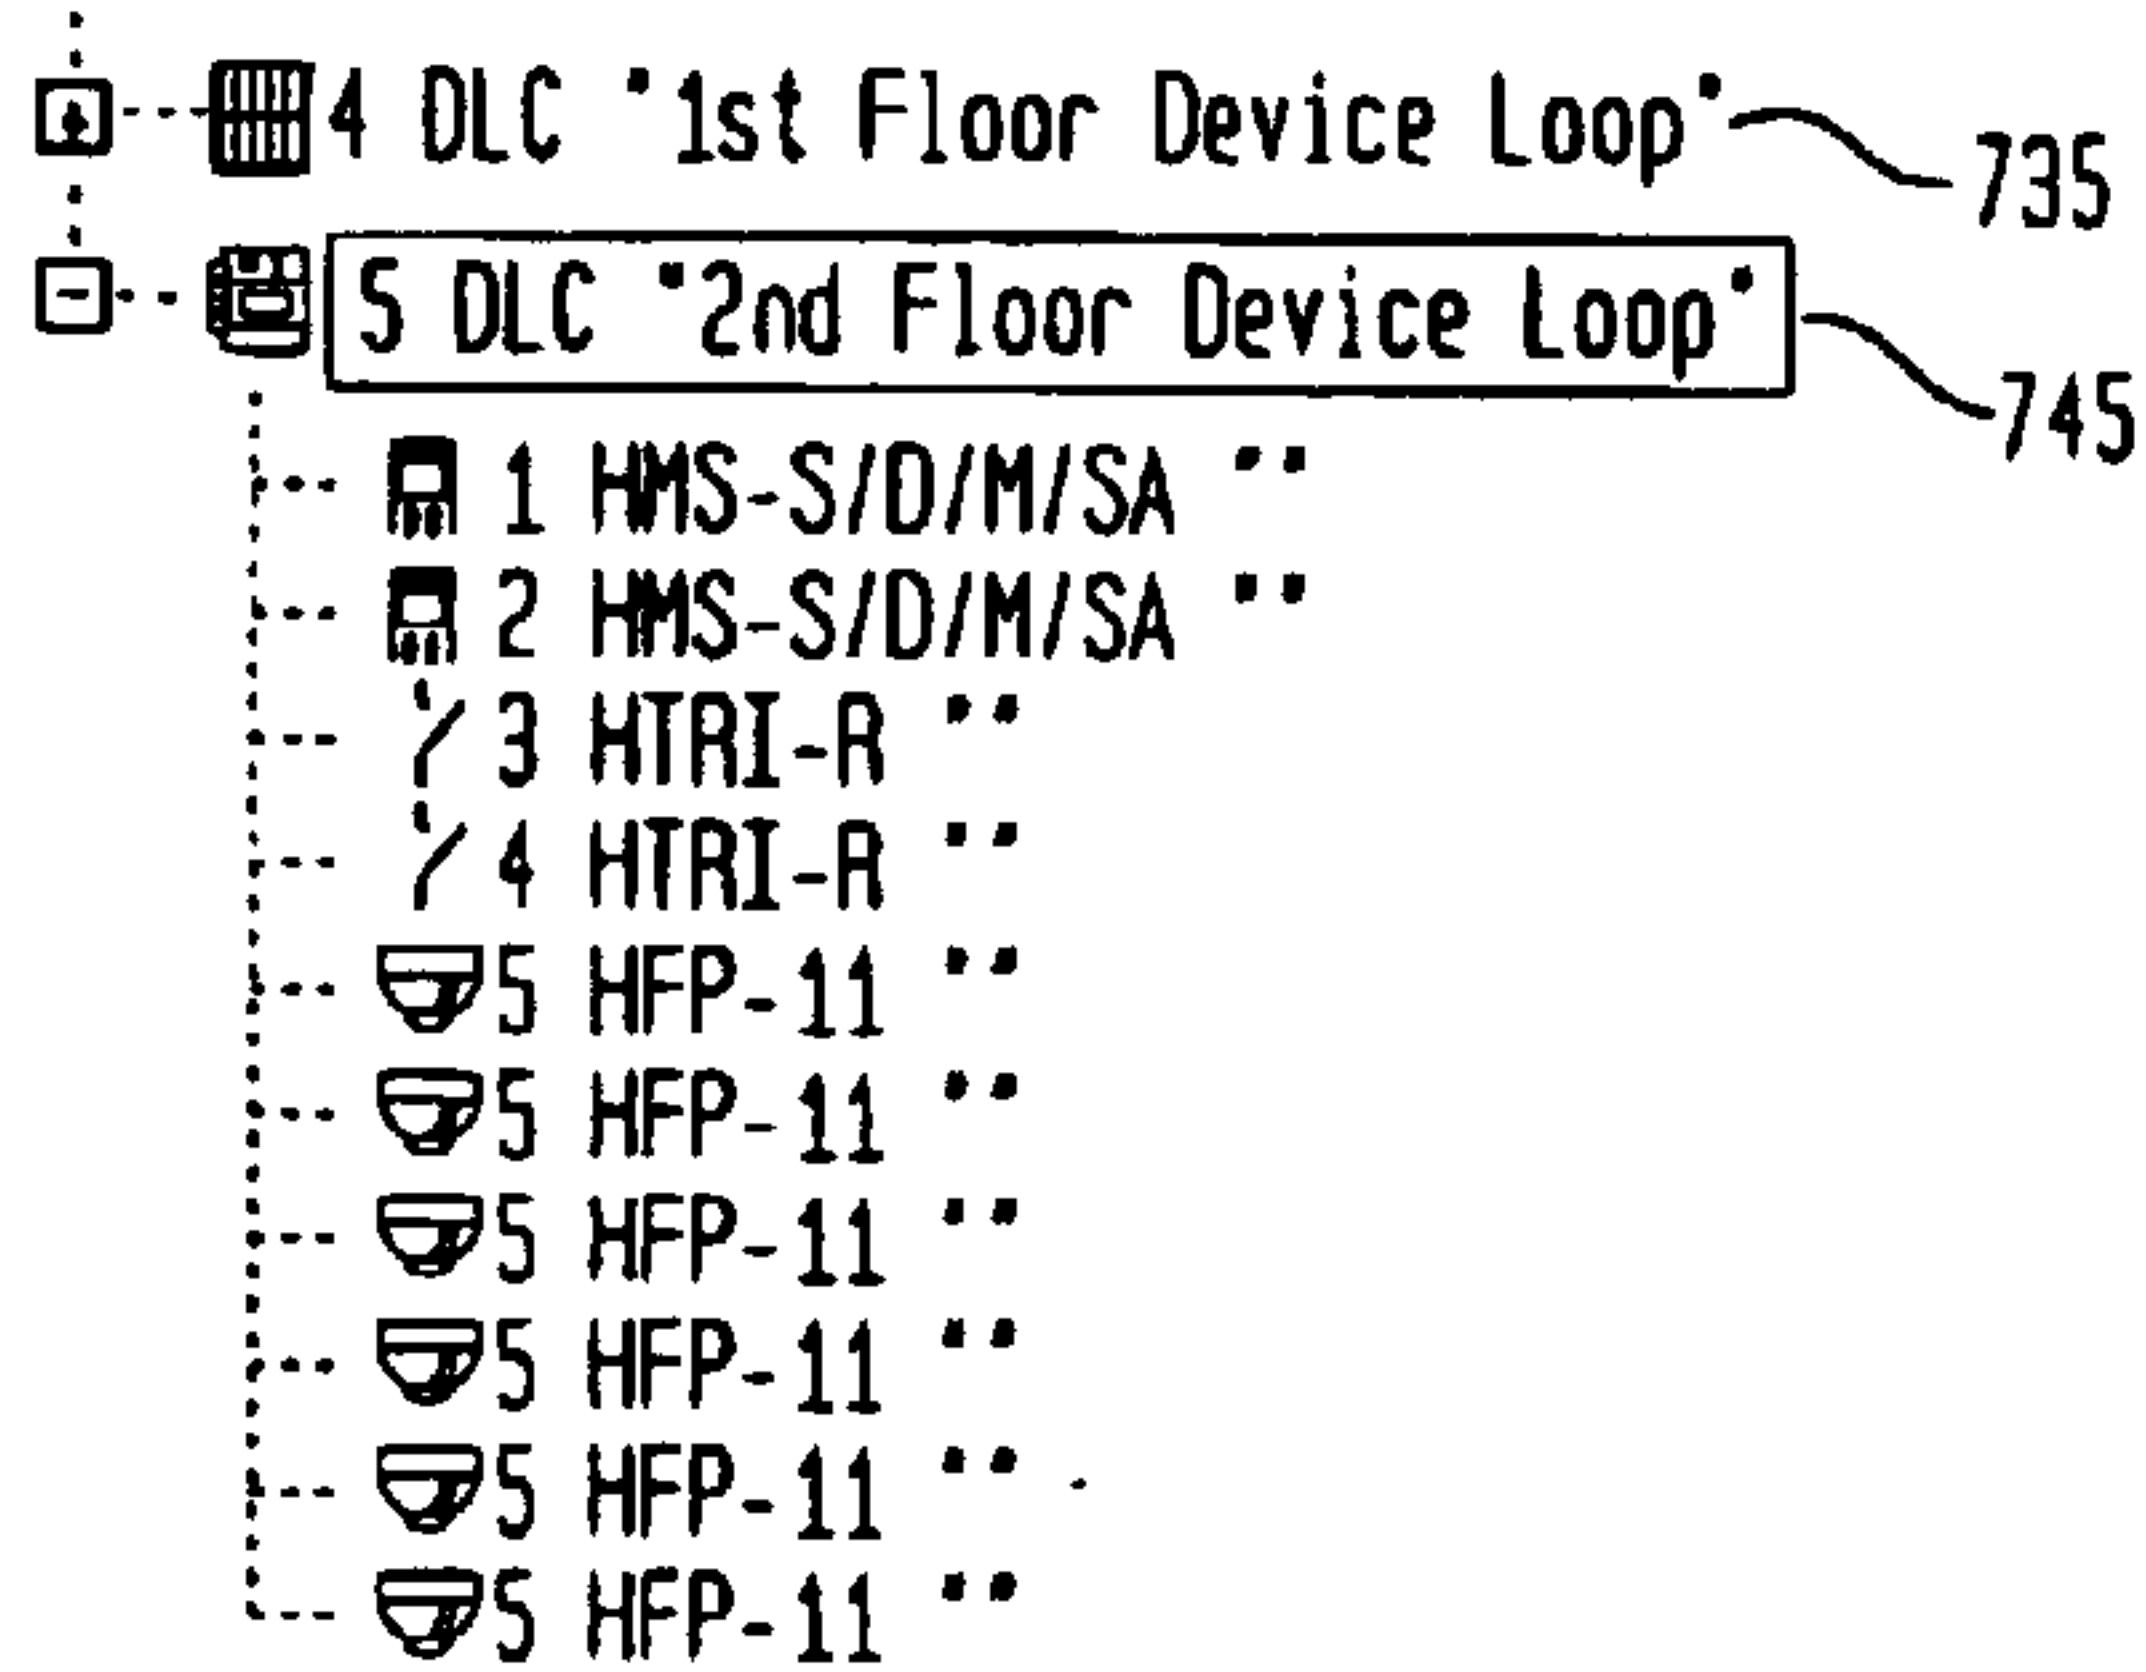 4 DLC "1st Floor Device Loop"
735
5 DLC "2nd Floor Device Loop"
745
1 HMS-S/D/M/SA ""
2 HMS-S/D/M/SA ""
3 HTRI-R ""
4 HTRI-R ""
5 HFP-11 ""
5 HFP-11 ""
5 HFP-11 ""
5 HFP-11 ""
5 HFP-11 ""
5 HFP-11 ""